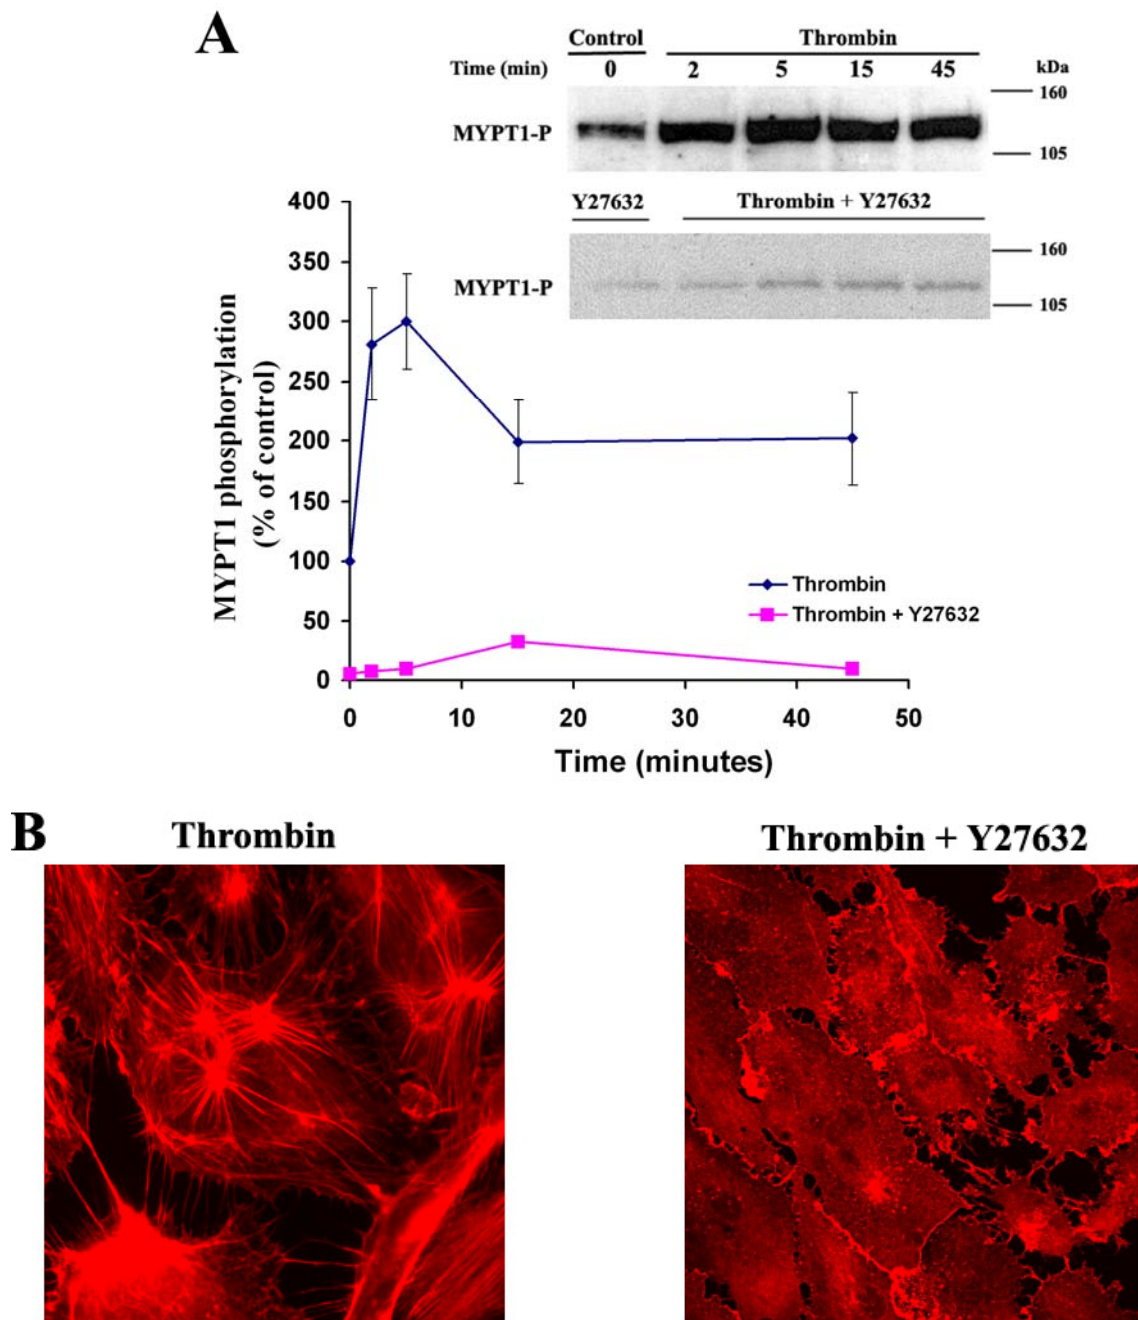 A
Control Thrombin
Time (min) 0 2 5 15 45 kDa
160
MYPT1-P
105
Y27632 Thrombin + Y27632
160
MYPT1-P
105
MYPT1 phosphorylation
(% of control)
400
350
300
250
200
150
100
50
0
Thrombin
Thrombin + Y27632
0 10 20 30 40 50
Time (minutes)
B
Thrombin Thrombin + Y27632